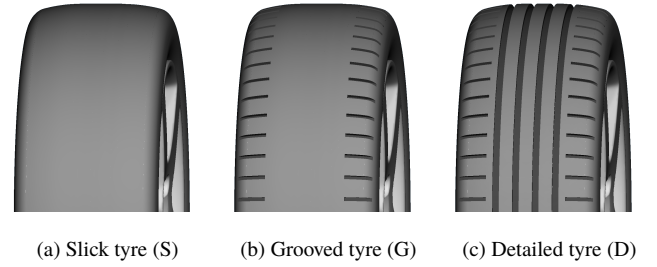 (a) Slick tyre (S)
(b) Grooved tyre (G)
(c) Detailed tyre (D)